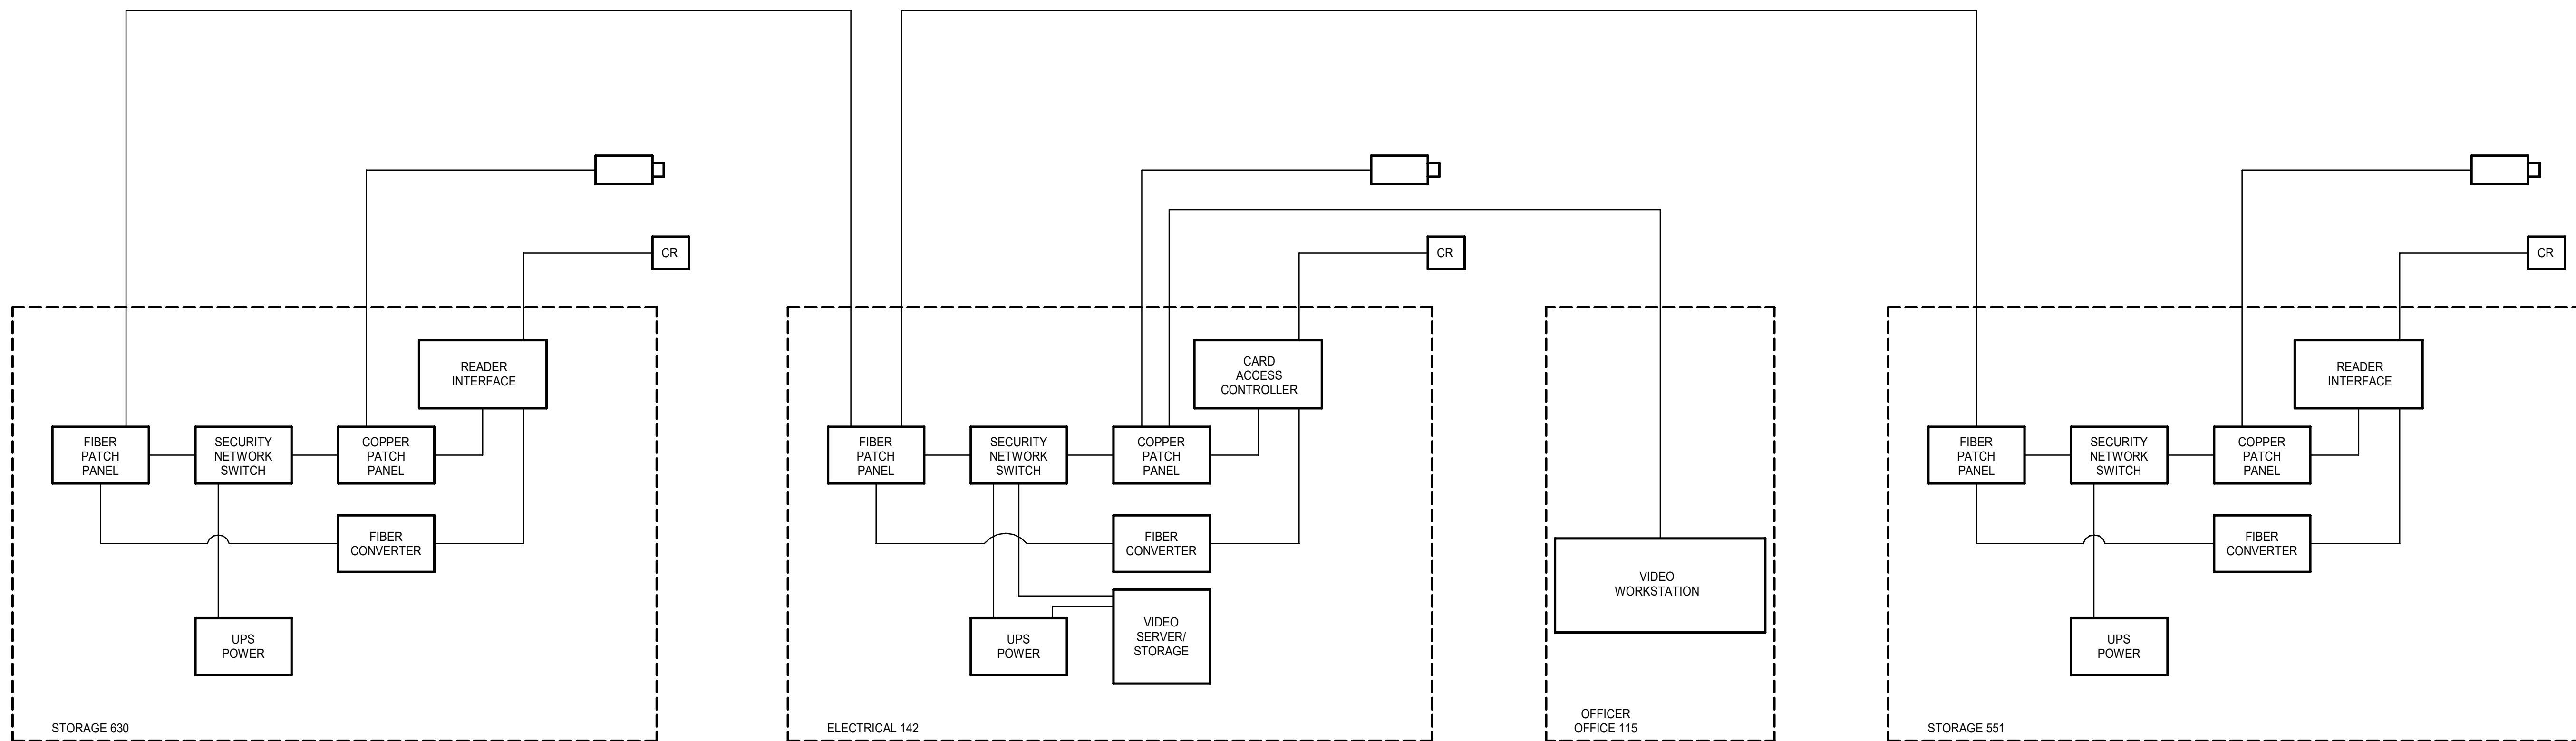 CR
CR
CR
READER
INTERFACE
FIBER
PATCH
PANEL
SECURITY
NETWORK
SWITCH
COPPER
PATCH
PANEL
FIBER
CONVERTER
UPS
POWER
STORAGE 630
CARD
ACCESS
CONTROLLER
FIBER
PATCH
PANEL
SECURITY
NETWORK
SWITCH
COPPER
PATCH
PANEL
FIBER
CONVERTER
UPS
POWER
VIDEO
SERVER/
STORAGE
ELECTRICAL 142
VIDEO
WORKSTATION
OFFICER
OFFICE 115
READER
INTERFACE
FIBER
PATCH
PANEL
SECURITY
NETWORK
SWITCH
COPPER
PATCH
PANEL
FIBER
CONVERTER
UPS
POWER
STORAGE 551